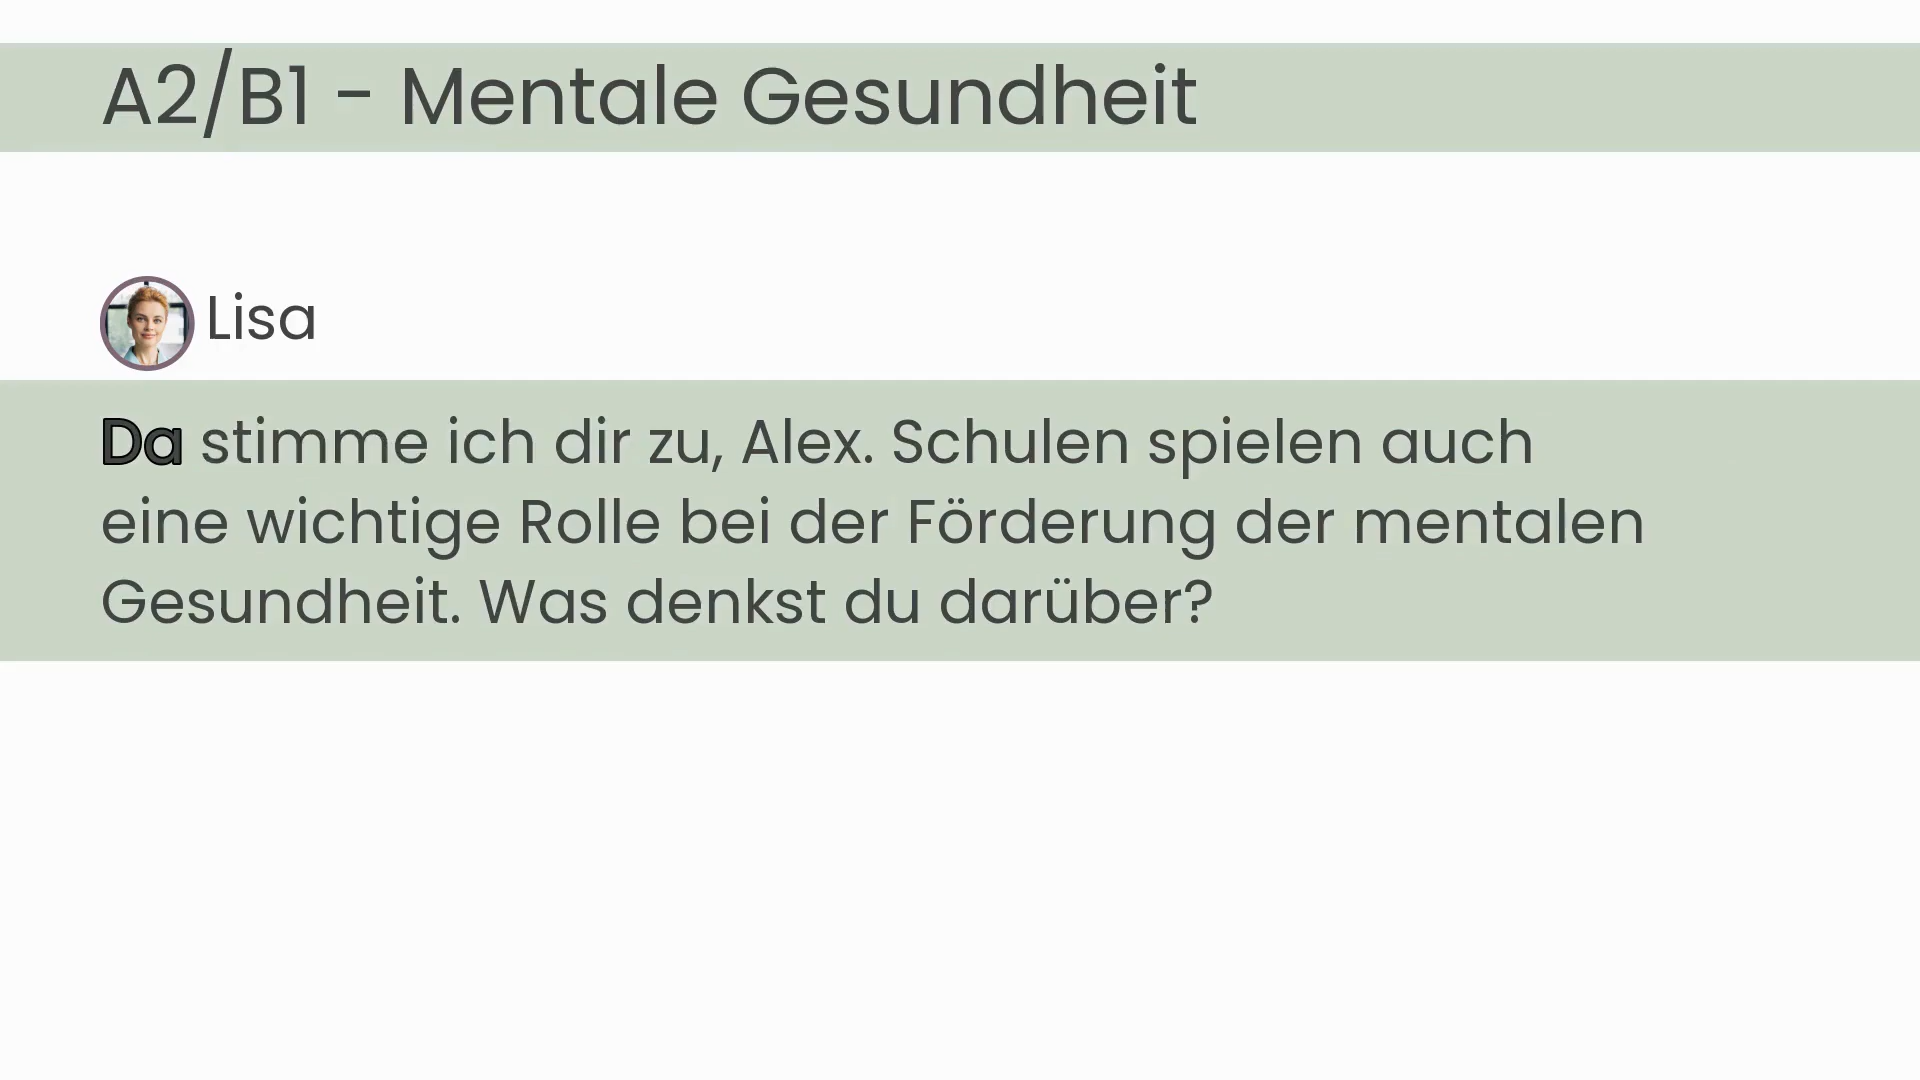 A2/B1 - Mentale Gesundheit
Lisa
Da stimme ich dir zu, Alex. Schulen spielen auch
eine wichtige Rolle bei der Förderung der mentalen
Gesundheit. Was denkst du darüber?